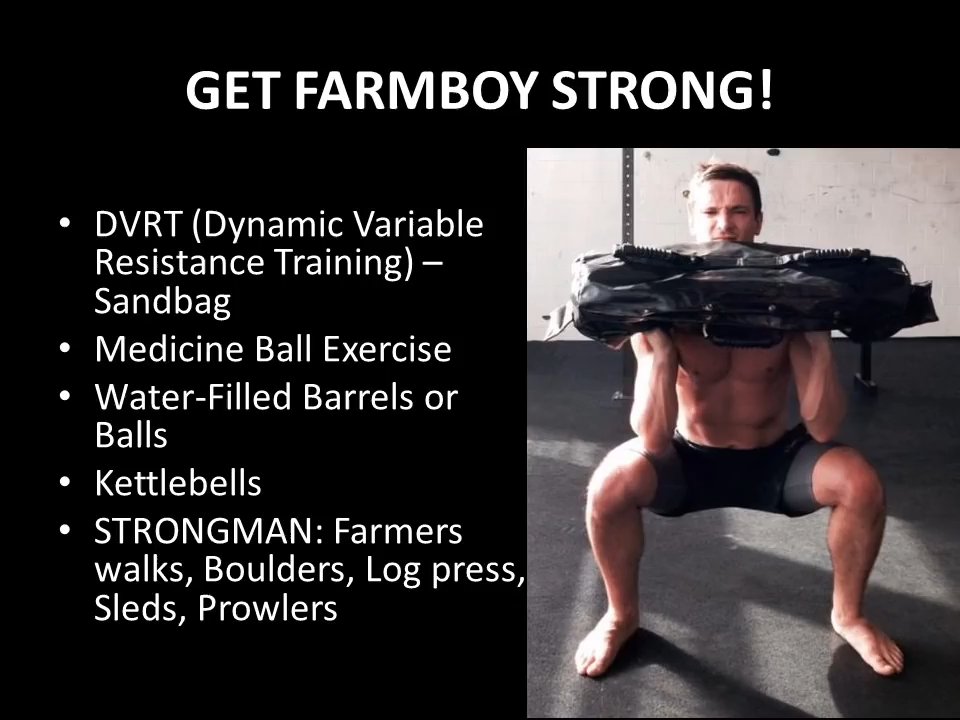 GET FARMBOY STRONG!
• DVRT (Dynamic Variable
Resistance Training) –
Sandbag
• Medicine Ball Exercise
• Water-Filled Barrels or
Balls
• Kettlebells
• STRONGMAN: Farmers
walks, Boulders, Log press,
Sleds, Prowlers